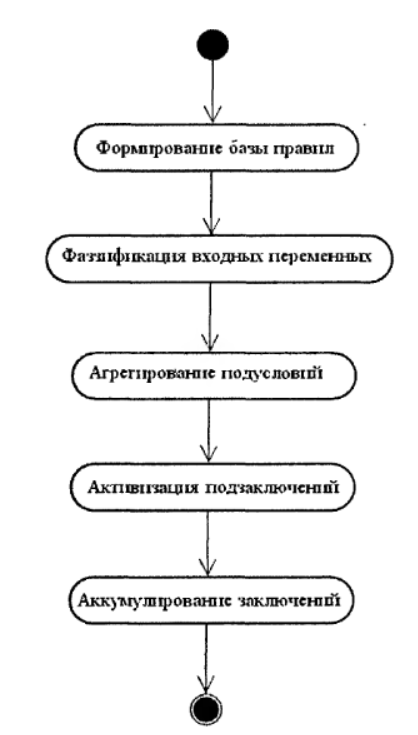 Формирование базы правил
Фаззификация входных переменных
Агрегирование подусловий
Активизация подзаключений
Аккумулирование заключений